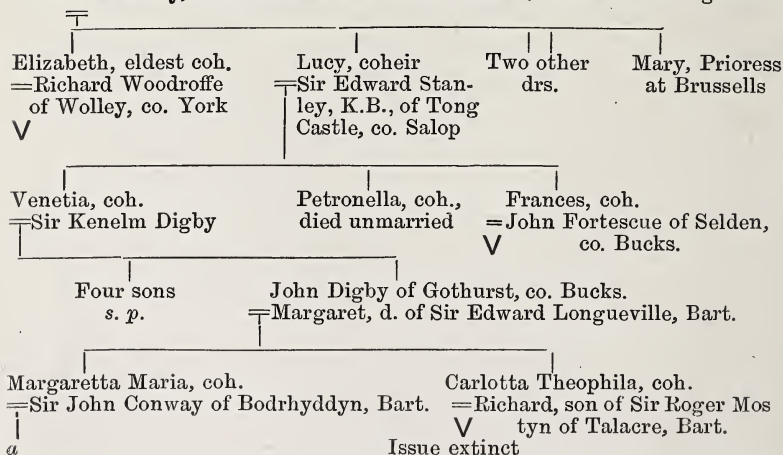 Elizabeth, eldest coh.
=Richard Woodroffe
of Wolley, co. York
V
Lucy, coheir
=Sir Edward Stan-
ley, K.B., of Tong
Castle, co. Salop
Two other
drs.
Mary, Prioress
at Brussells
Venetia, coh.
=Sir Kenelm Digby
Petronella, coh.,
died unmarried
Frances, coh.
=John Fortescue of Selden,
V co. Bucks.
Four sons
s. p.
John Digby of Gothurst, co. Bucks.
=Margaret, d. of Sir Edward Longueville, Bart.
Margaretta Maria, coh.
=Sir John Conway of Bodrhyddyn, Bart.
a
Carlotta Theophila, coh.
=Richard, son of Sir Roger Mos
V tyn of Talacre, Bart.
Issue extinct